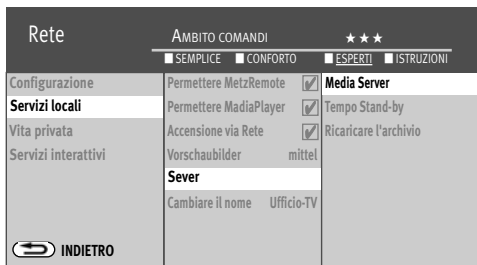 Rete
AMBITO COMANDI ★★★
SEMPLICE CONFORTO ESPERTI ISTRUZIONI
Configurazione
Servizi locali
Vita privata
Servizi interattivi
INDIETRO
Permettere MetzRemote
Permettere MadiaPlayer
Accensione via Rete
Vorschaubilder mittel
Sever
Cambiare il nome Ufficio-TV
Media Server
Tempo Stand-by
Ricaricare l'archivio